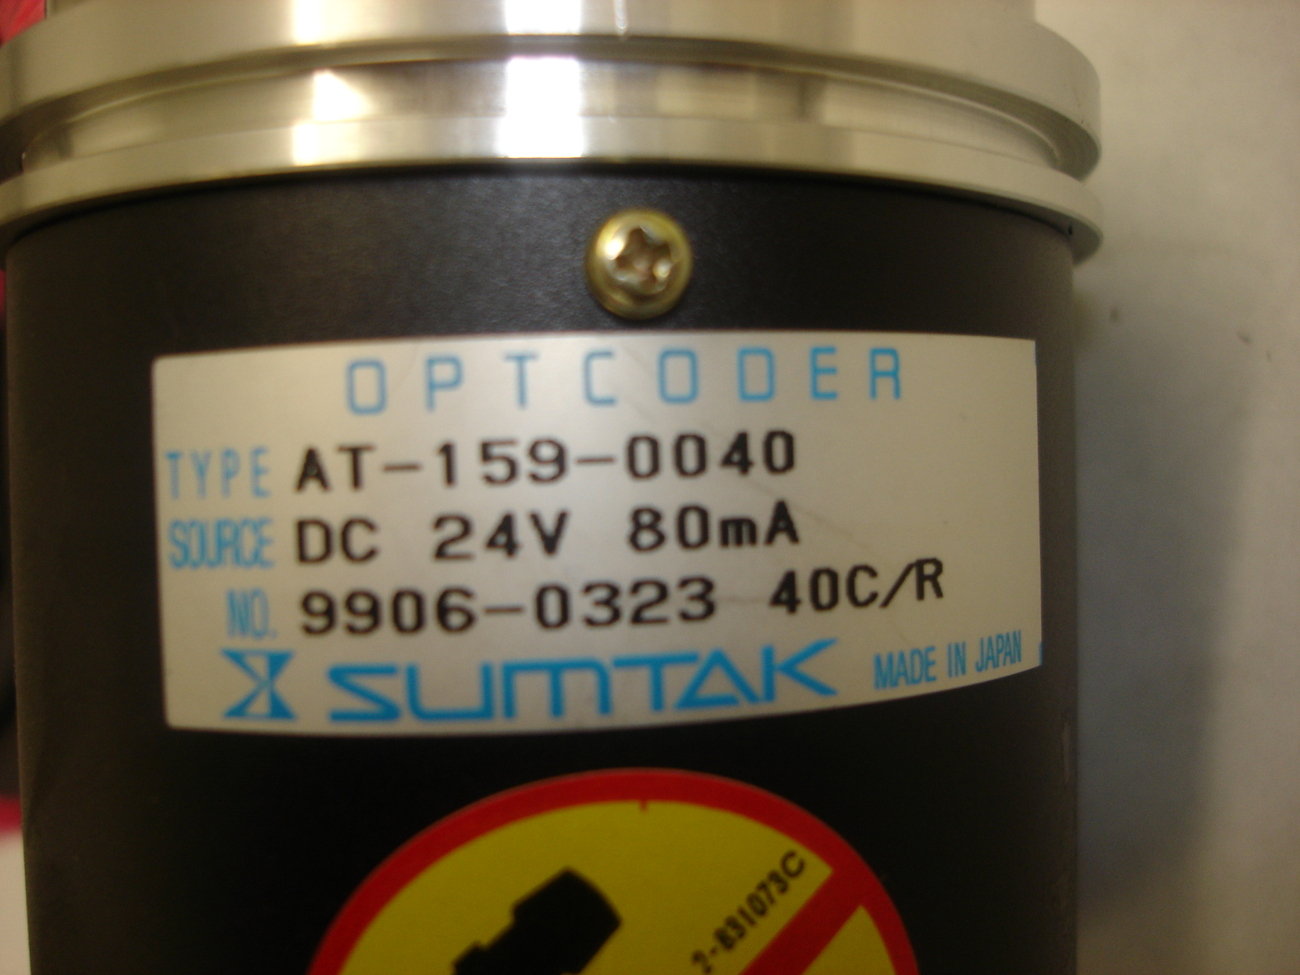 OPTCODER
TYPE AT-159-0040
SOURCE DC 24V 80mA
NO. 9906-0323 40C/R
SUMTAK MADE IN JAPAN
2-831073C